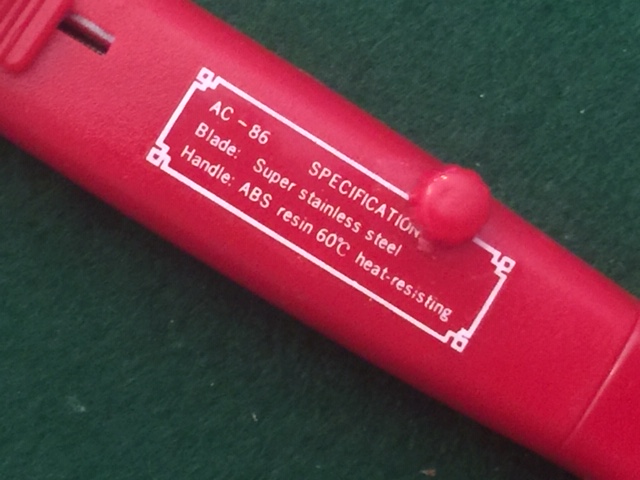 AC-86
SPECIFICATION
Blade: Super stainless steel
Handle: ABS resin 60℃ heat-resisting